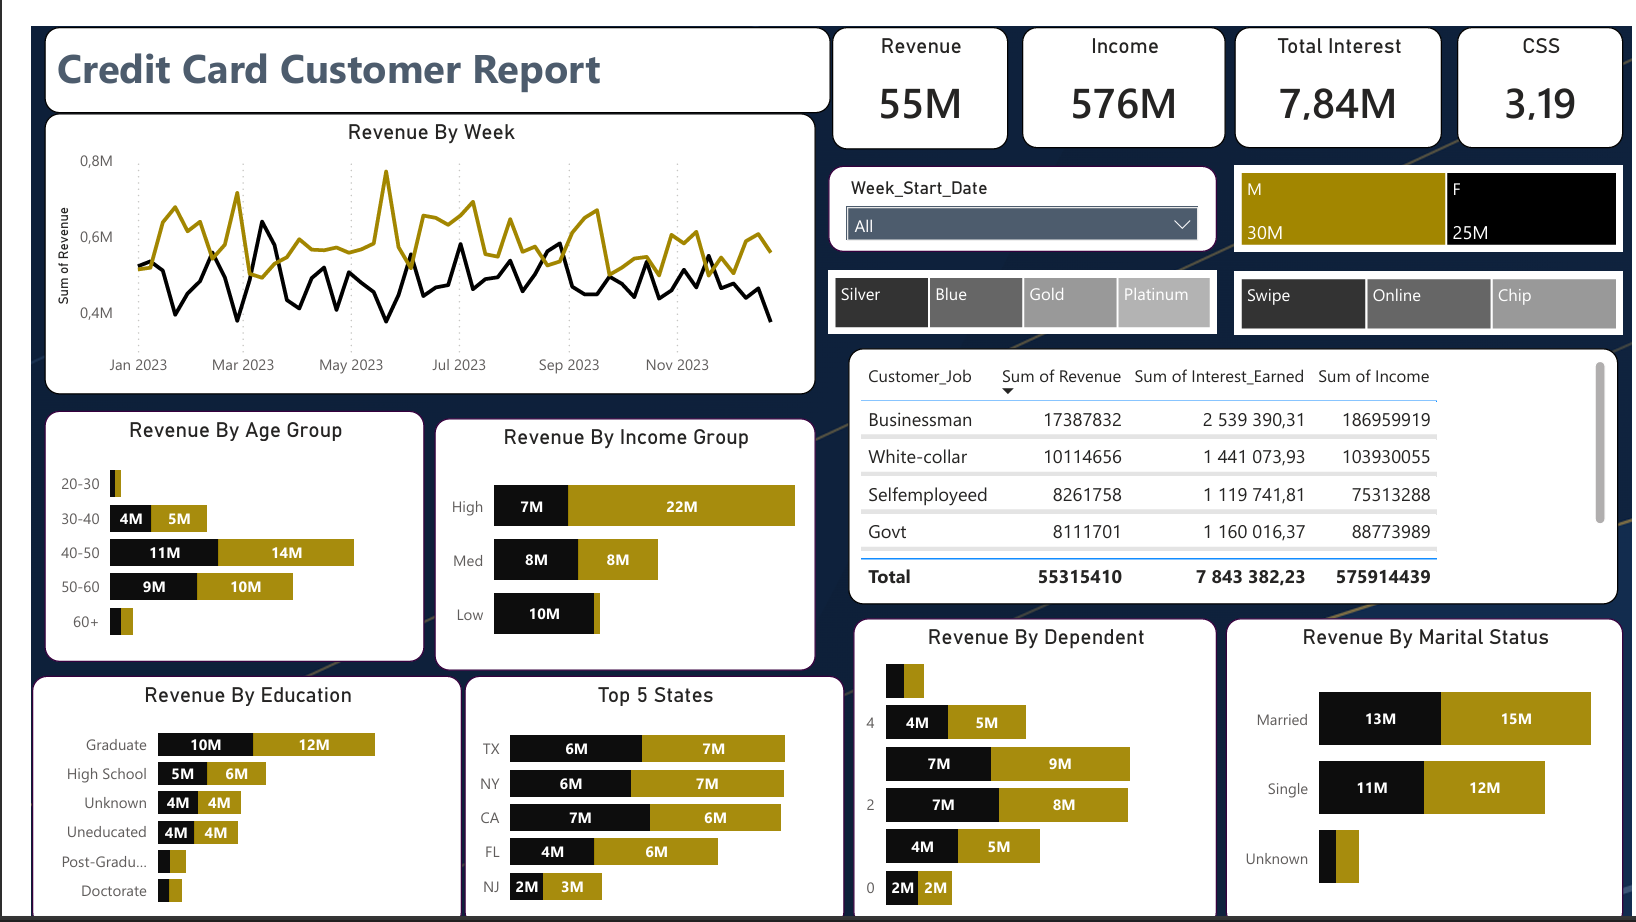 Credit Card Customer Report
Revenue
55M
Income
576M
Total Interest
7,84M
CSS
3,19
Revenue By Week
Sum of Revenue
0,8M
0,6M
0,4M
Jan 2023 Mar 2023 May 2023 Jul 2023 Sep 2023 Nov 2023
Week_Start_Date
All
M
30M
F
25M
Silver Blue Gold Platinum
Swipe Online Chip
Customer_Job Sum of Revenue Sum of Interest_Earned Sum of Income
Businessman 17387832 2 539 390,31 186959919
White-collar 10114656 1 441 073,93 103930055
Selfemployeed 8261758 1 119 741,81 75313288
Govt 8111701 1 160 016,37 88773989
Total 55315410 7 843 382,23 575914439
Revenue By Age Group
20-30
30-40 4M 5M
40-50 11M 14M
50-60 9M 10M
60+
Revenue By Income Group
High 7M 22M
Med 8M 8M
Low 10M
Revenue By Education
Graduate 10M 12M
High School 5M 6M
Unknown 4M 4M
Uneducated 4M 4M
Post-Gradu...
Doctorate
Top 5 States
TX 6M 7M
NY 6M 7M
CA 7M 6M
FL 4M 6M
NJ 2M 3M
Revenue By Dependent
4 4M 5M
7M 9M
2 7M 8M
4M 5M
0 2M 2M
Revenue By Marital Status
Married 13M 15M
Single 11M 12M
Unknown